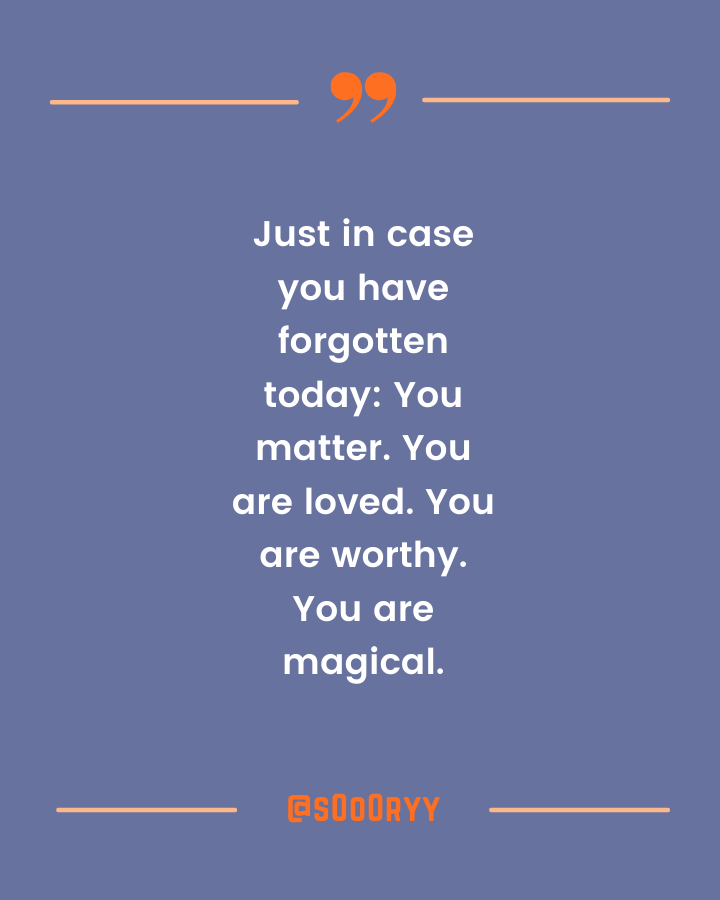 ”
Just in case
you have
forgotten
today: You
matter. You
are loved. You
are worthy.
You are
magical.
@sOoORYY